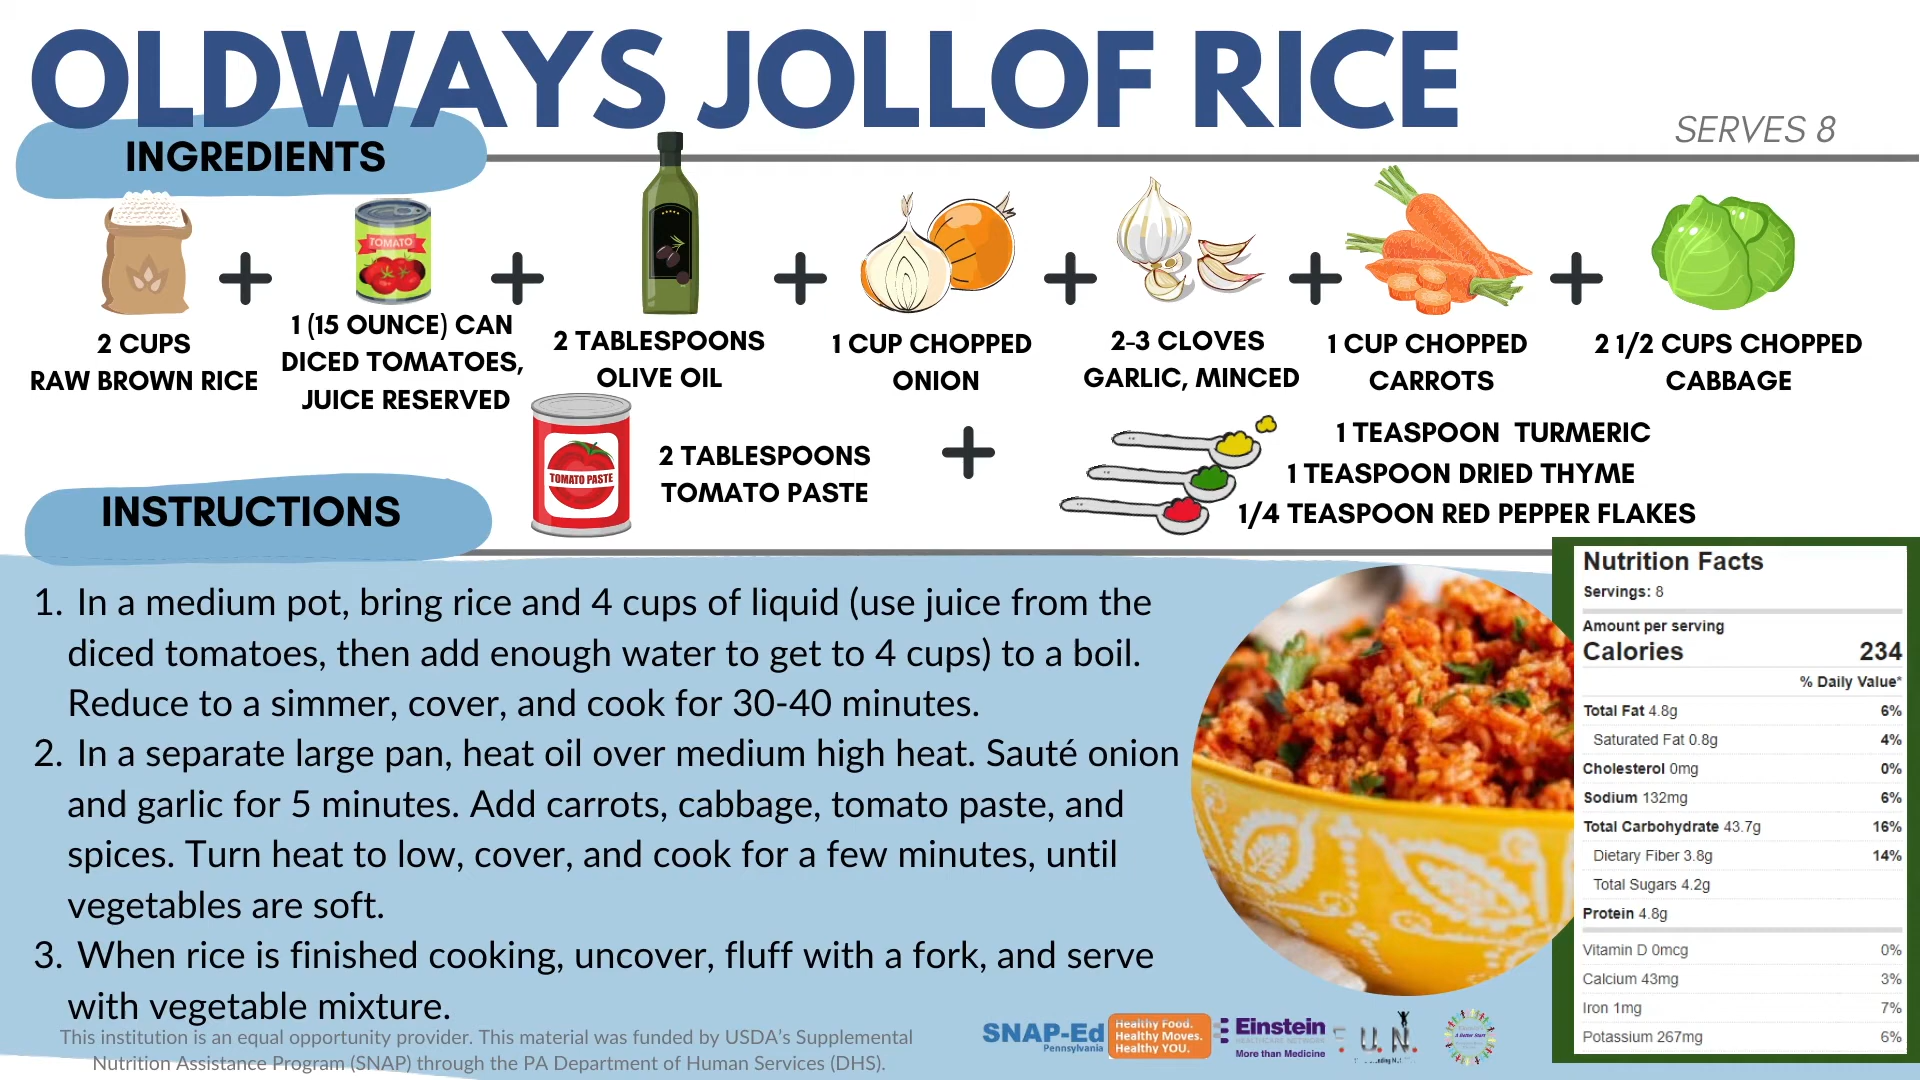 OLDWAYS JOLLOF RICE
SERVES 8
INGREDIENTS
TOMATO
2 CUPS
RAW BROWN RICE
1 (15 OUNCE) CAN
DICED TOMATOES,
JUICE RESERVED
2 TABLESPOONS
OLIVE OIL
1 CUP CHOPPED
ONION
2-3 CLOVES
GARLIC, MINCED
1 CUP CHOPPED
CARROTS
2 1/2 CUPS CHOPPED
CABBAGE
TOMATO PASTE
2 TABLESPOONS
TOMATO PASTE
1 TEASPOON TURMERIC
1 TEASPOON DRIED THYME
1/4 TEASPOON RED PEPPER FLAKES
INSTRUCTIONS
1. In a medium pot, bring rice and 4 cups of liquid (use juice from the
diced tomatoes, then add enough water to get to 4 cups) to a boil.
Reduce to a simmer, cover, and cook for 30-40 minutes.
2. In a separate large pan, heat oil over medium high heat. Sauté onion
and garlic for 5 minutes. Add carrots, cabbage, tomato paste, and
spices. Turn heat to low, cover, and cook for a few minutes, until
vegetables are soft.
3. When rice is finished cooking, uncover, fluff with a fork, and serve
with vegetable mixture.
Nutrition Facts
Servings: 8
Amount per serving
Calories 234
% Daily Value*
Total Fat 4.8g 6%
Saturated Fat 0.8g 4%
Cholesterol 0mg 0%
Sodium 132mg 6%
Total Carbohydrate 43.7g 16%
Dietary Fiber 3.8g 14%
Total Sugars 4.2g
Protein 4.8g
Vitamin D 0mcg 0%
Calcium 43mg 3%
Iron 1mg 7%
Potassium 267mg 6%
This institution is an equal opportunity provider. This material was funded by USDA's Supplemental
Nutrition Assistance Program (SNAP) through the PA Department of Human Services (DHS).
SNAP-Ed
Pennsylvania
Healthy Food.
Healthy Moves.
Healthy YOU.
Einstein
HEALTHCARE NETWORK
More than Medicine
F.U.N.